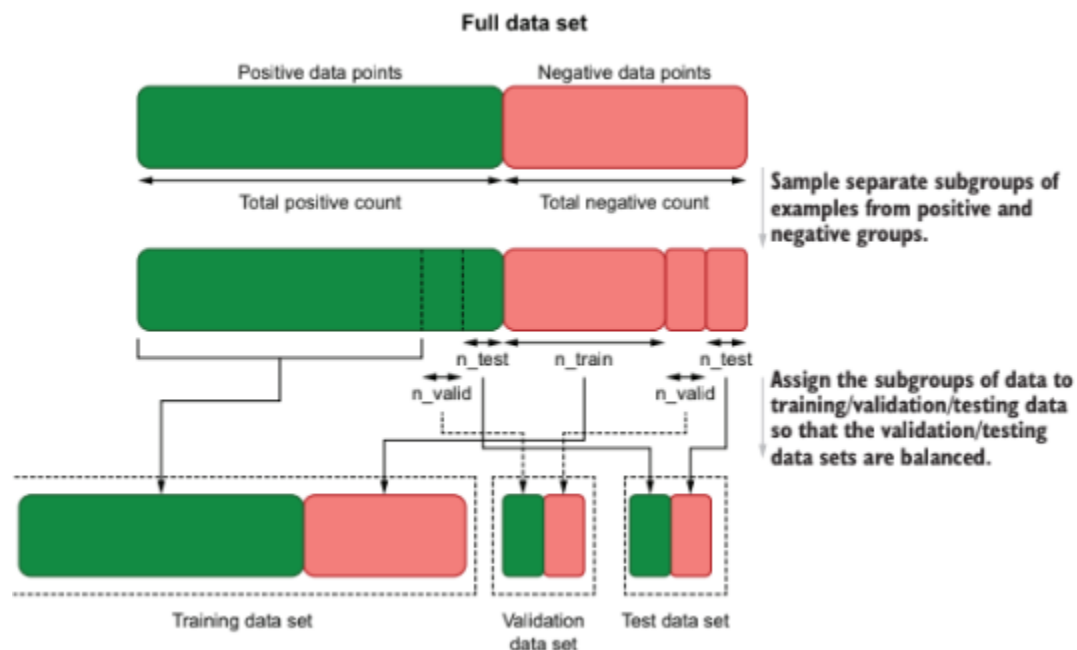 Full data set
Positive data points
Negative data points
Total positive count
Total negative count
Sample separate subgroups of
examples from positive and
negative groups.
n_test
n_train
n_test
n_valid
n_valid
Assign the subgroups of data to
training/validation/testing data
so that the validation/testing
data sets are balanced.
Training data set
Validation
data set
Test data set